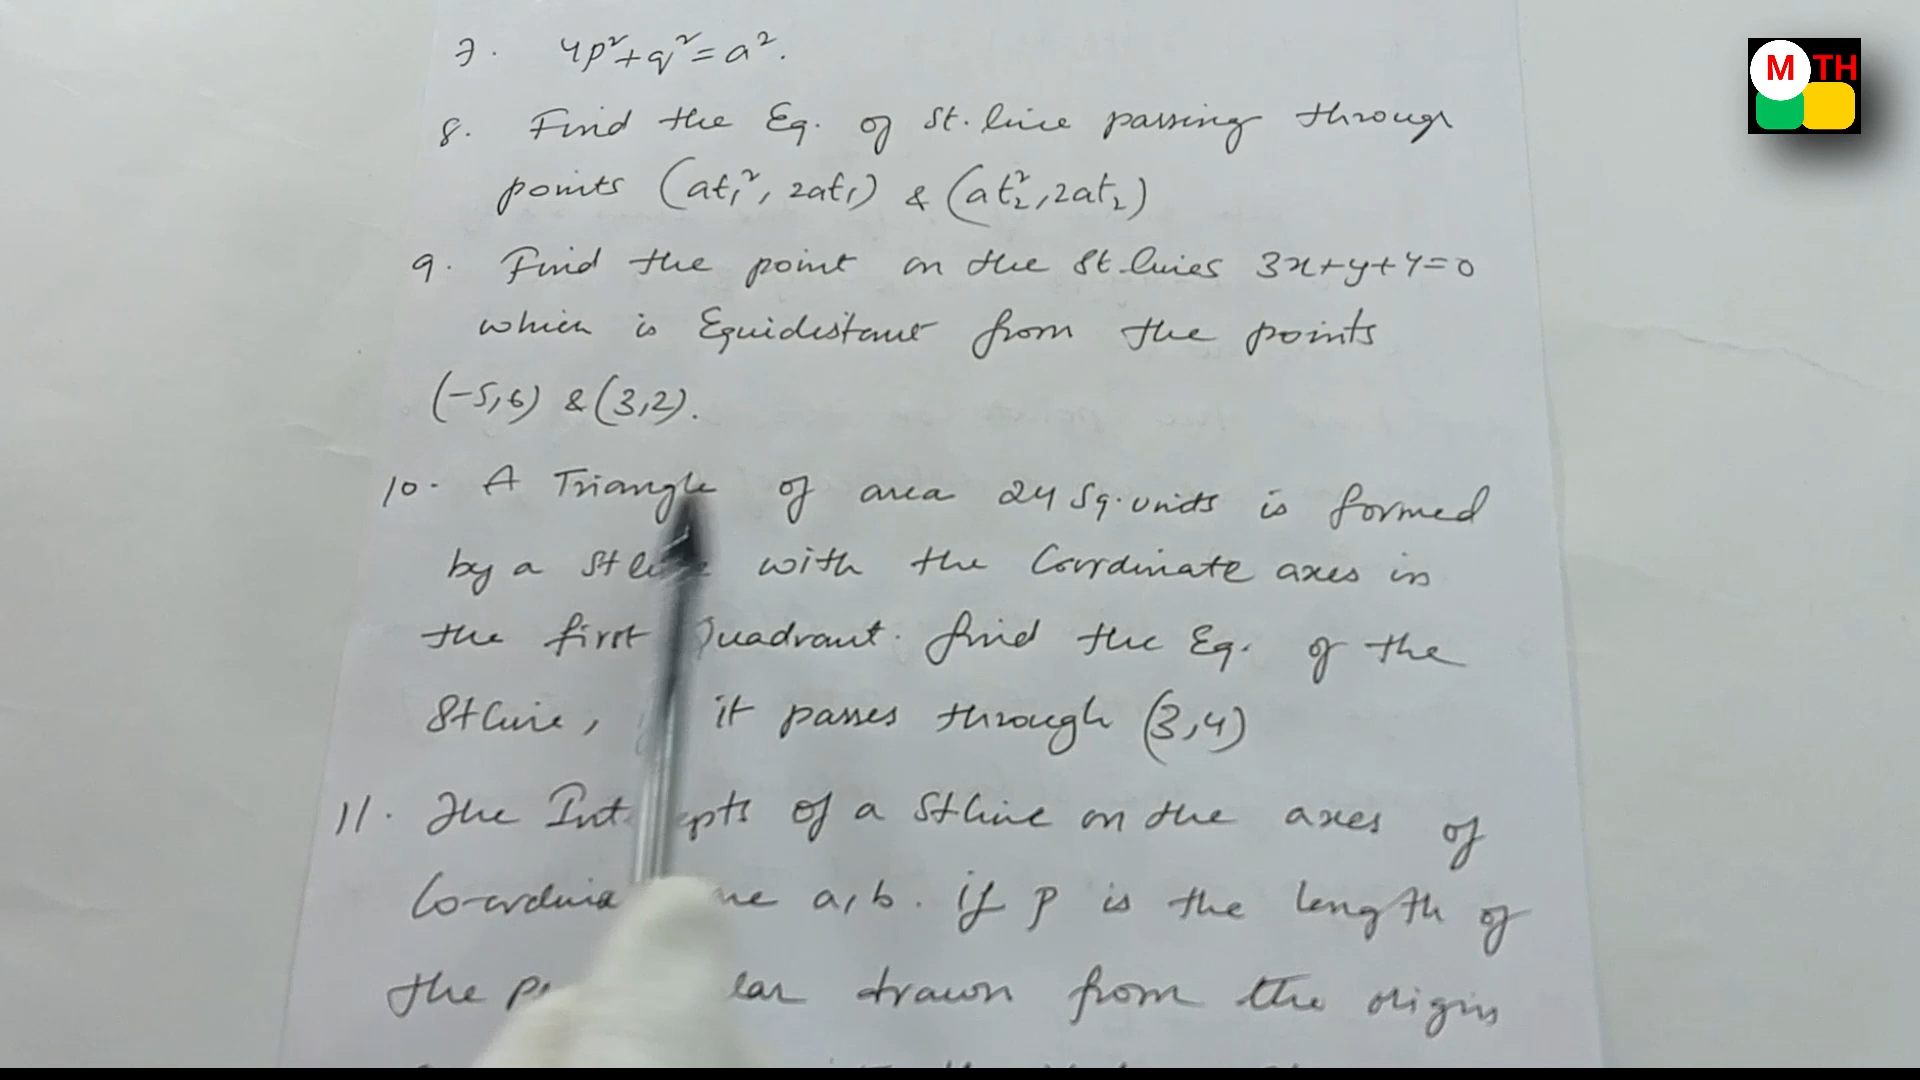 7. 4p²+q²=a².
8. Find the Eq. of St. line passing through
points (at₁², 2at₁) & (at₂², 2at₂)
9. Find the point on the St. lines 3x+y+4=0
which is Equidistant from the points
(-5,6) & (3,2).
10. A Triangle of area 24 Sq. units is formed
by a St with the Coordinate axes in
the first Quadrant. find the Eq. of the
St line, it passes through (3,4)
11. The Intercepts of a St line on the axes of
Co-ordina a, b. if p is the length of
the drawn from the origin
M TH